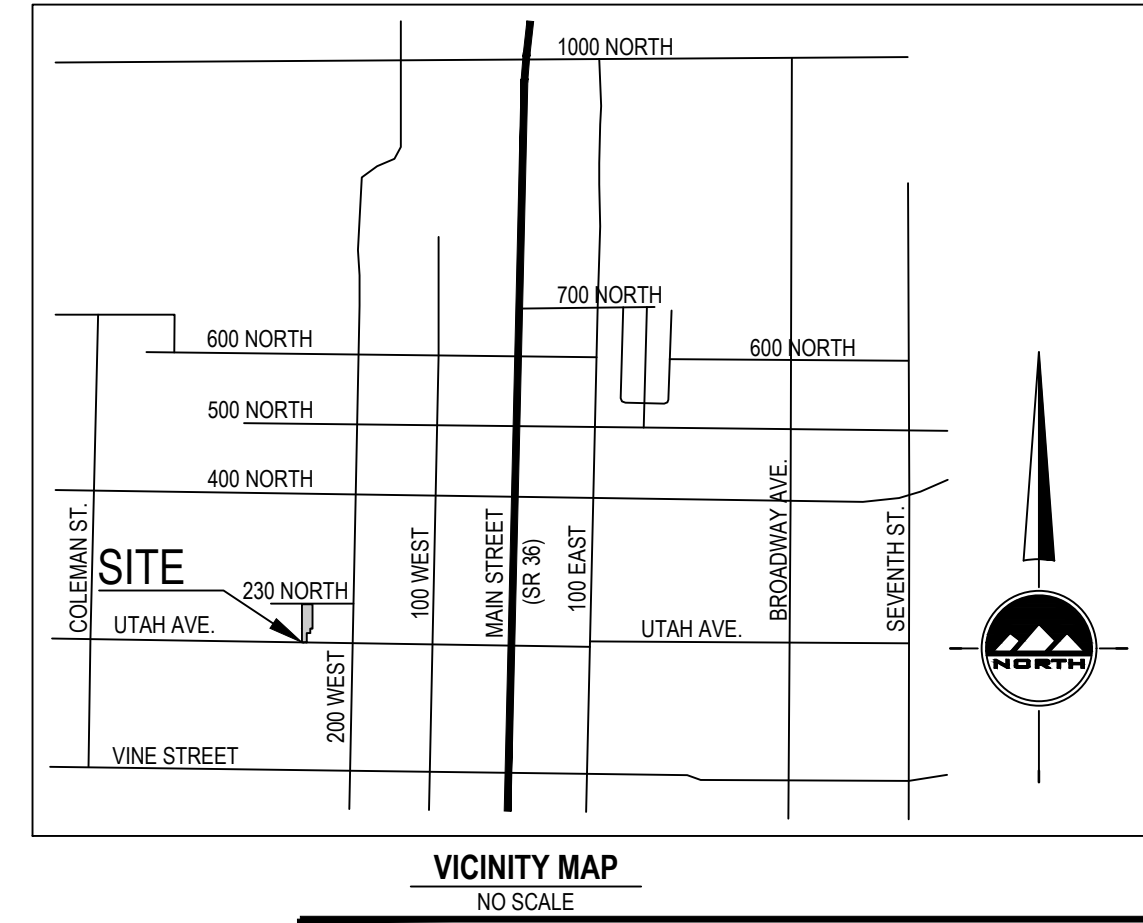 1000 NORTH
700 NORTH
600 NORTH
600 NORTH
500 NORTH
400 NORTH
COLEMAN ST.
SITE
230 NORTH
100 WEST
MAIN STREET
(SR 36)
100 EAST
BROADWAY AVE.
SEVENTH ST.
UTAH AVE.
UTAH AVE.
200 WEST
VINE STREET
NORTH
VICINITY MAP
NO SCALE